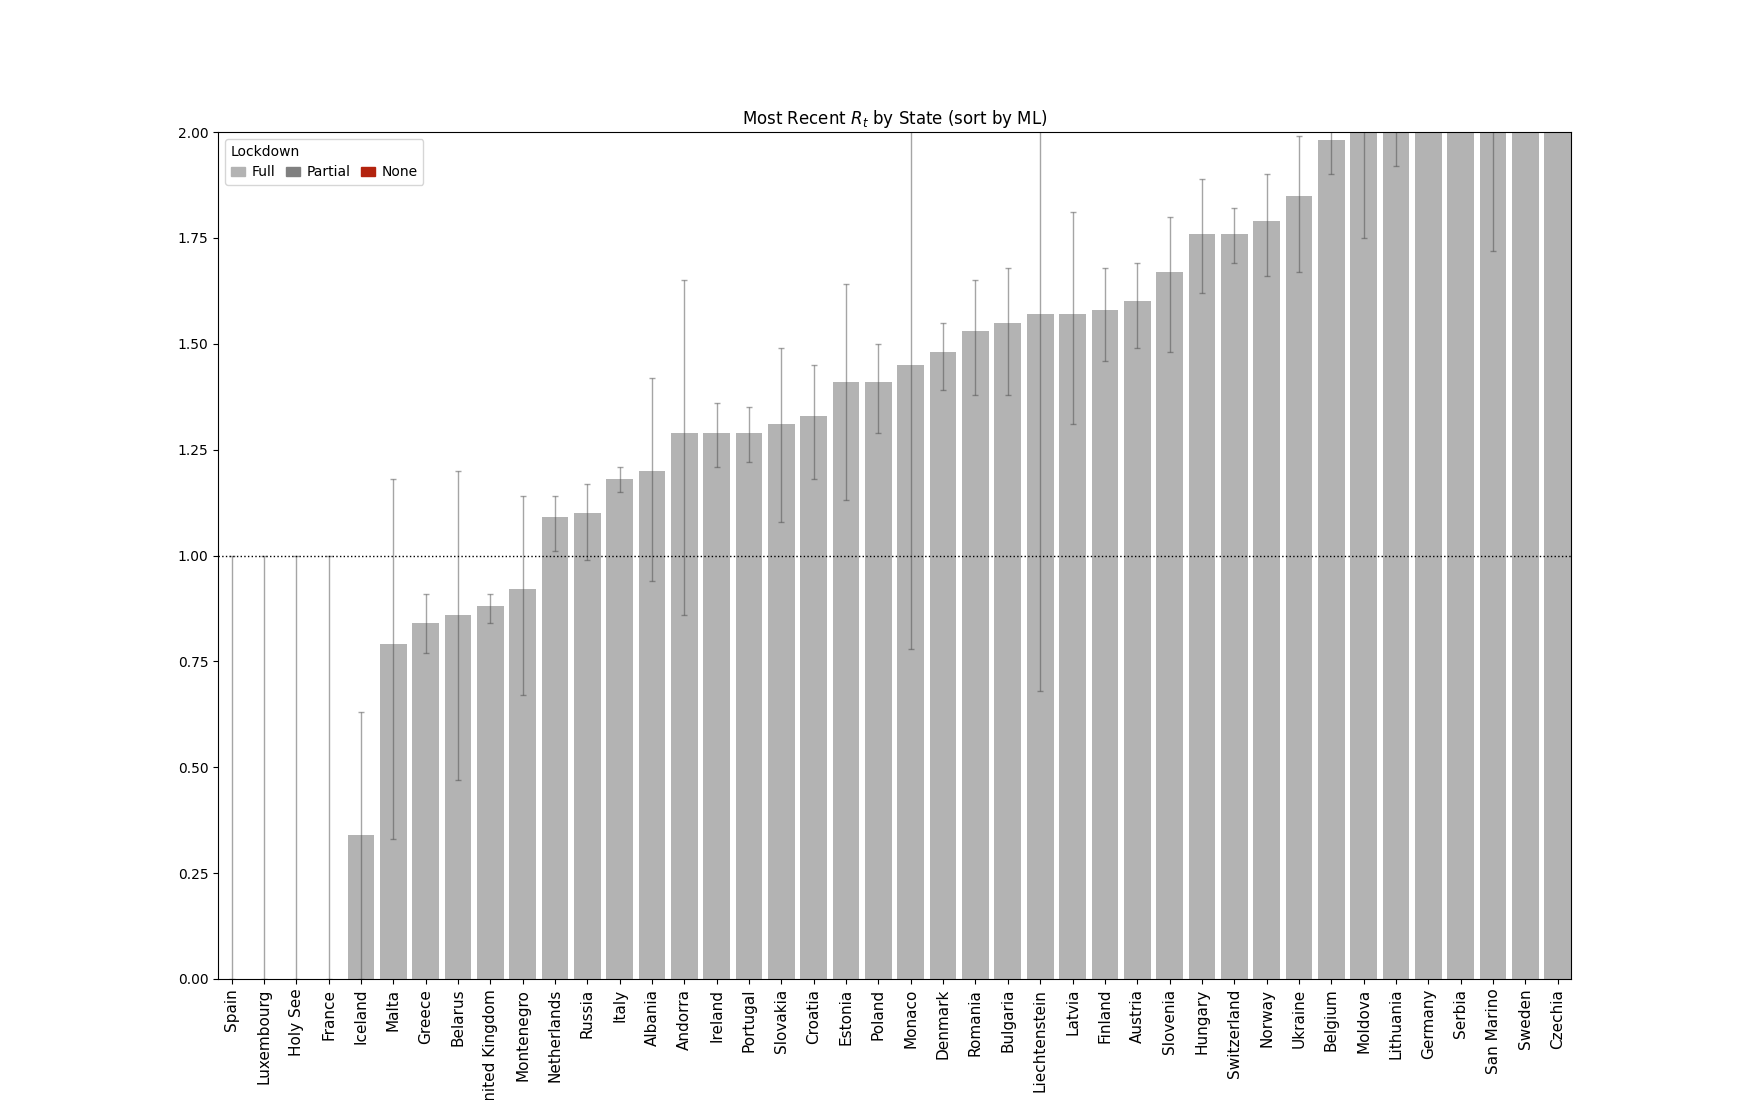 Most Recent R_t by State (sort by ML)
2.00
Lockdown
Full Partial None
1.75
1.50
1.25
1.00
0.75
0.50
0.25
0.00
Spain
Luxembourg
Holy See
France
Iceland
Malta
Greece
Belarus
nited Kingdom
Montenegro
Netherlands
Russia
Italy
Albania
Andorra
Ireland
Portugal
Slovakia
Croatia
Estonia
Poland
Monaco
Denmark
Romania
Bulgaria
Liechtenstein
Latvia
Finland
Austria
Slovenia
Hungary
Switzerland
Norway
Ukraine
Belgium
Moldova
Lithuania
Germany
Serbia
San Marino
Sweden
Czechia